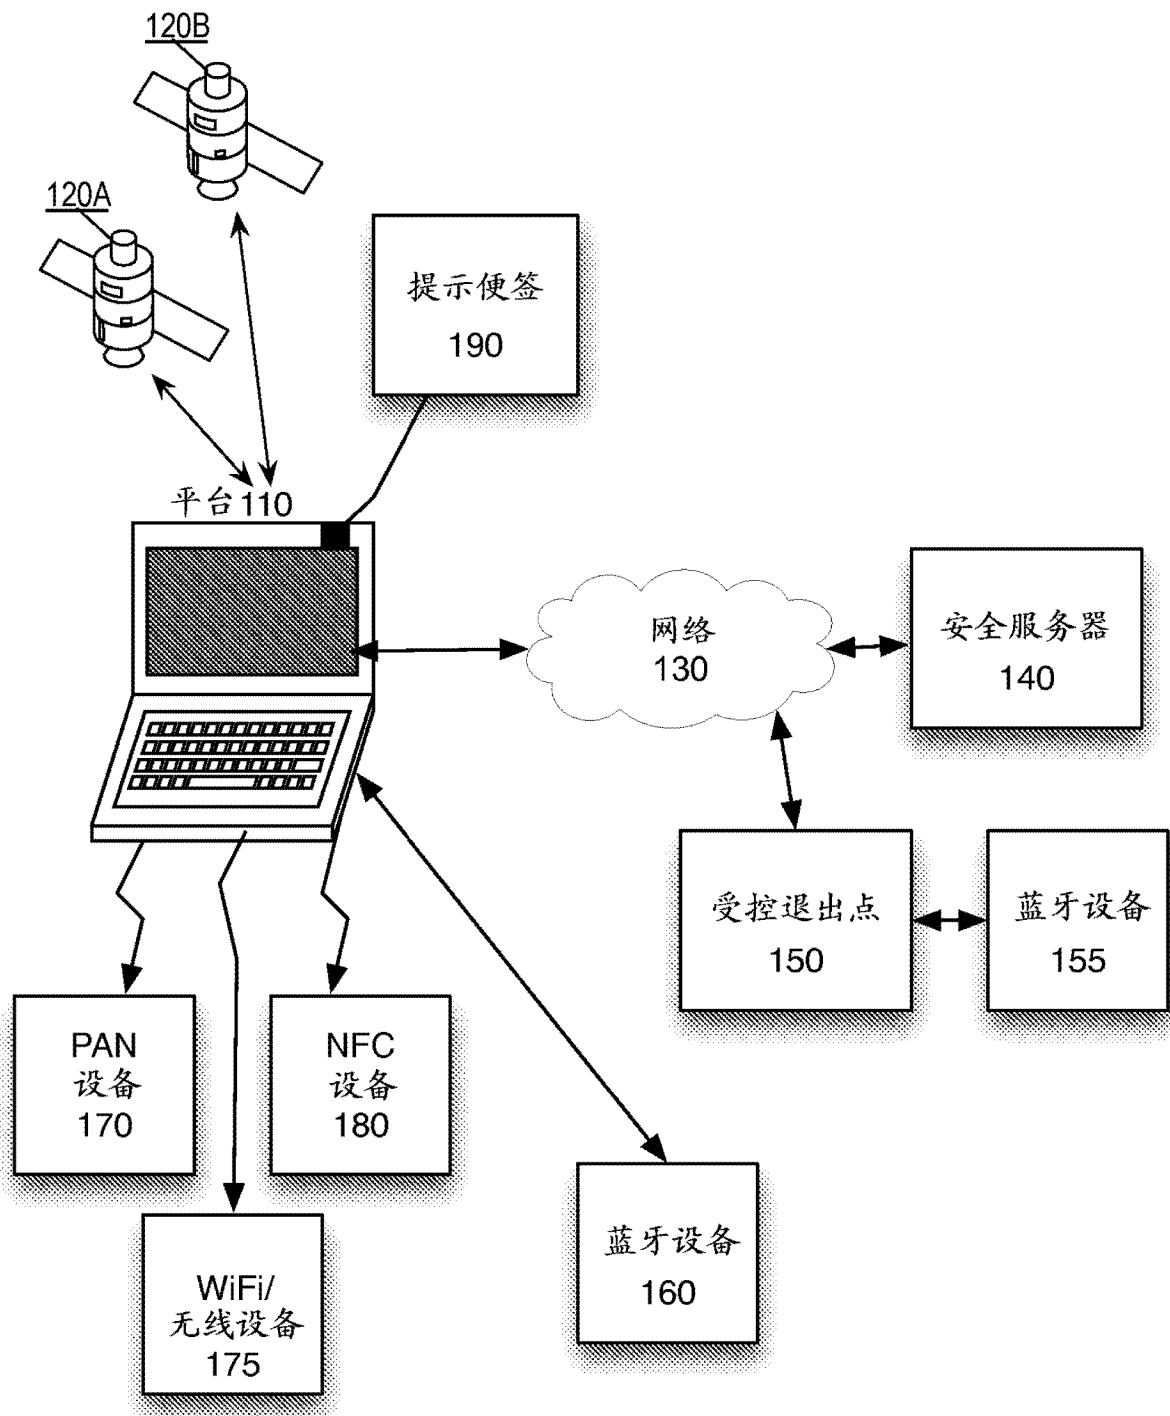 120B
120A
提示便签
190
平台110
网络
130
安全服务器
140
受控退出点
150
蓝牙设备
155
PAN
设备
170
NFC
设备
180
蓝牙设备
160
WiFi/
无线设备
175